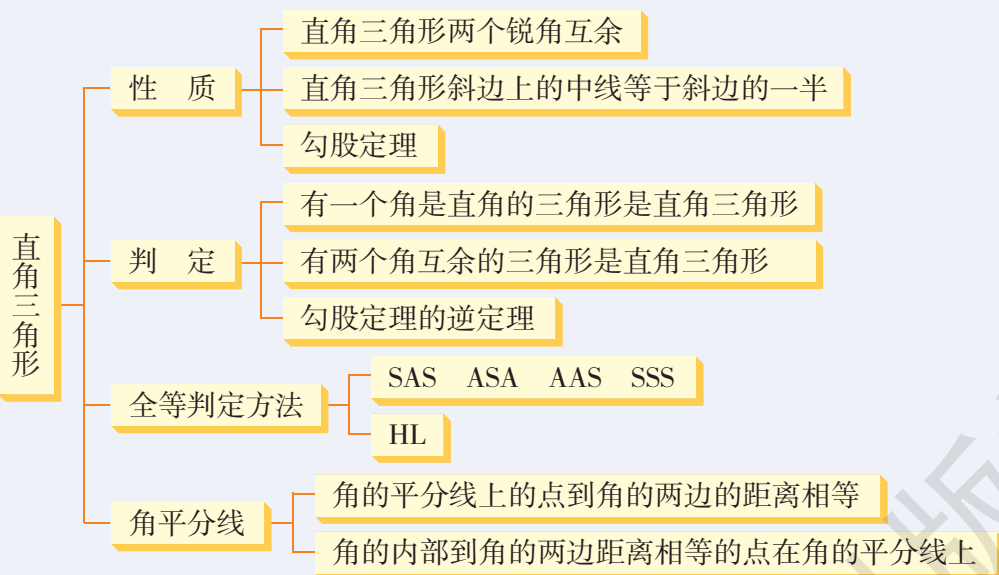 直角三角形
性 质
直角三角形两个锐角互余
直角三角形斜边上的中线等于斜边的一半
勾股定理
判 定
有一个角是直角的三角形是直角三角形
有两个角互余的三角形是直角三角形
勾股定理的逆定理
全等判定方法
SAS ASA AAS SSS
HL
角平分线
角的平分线上的点到角的两边的距离相等
角的内部到角的两边距离相等的点在角的平分线上
版